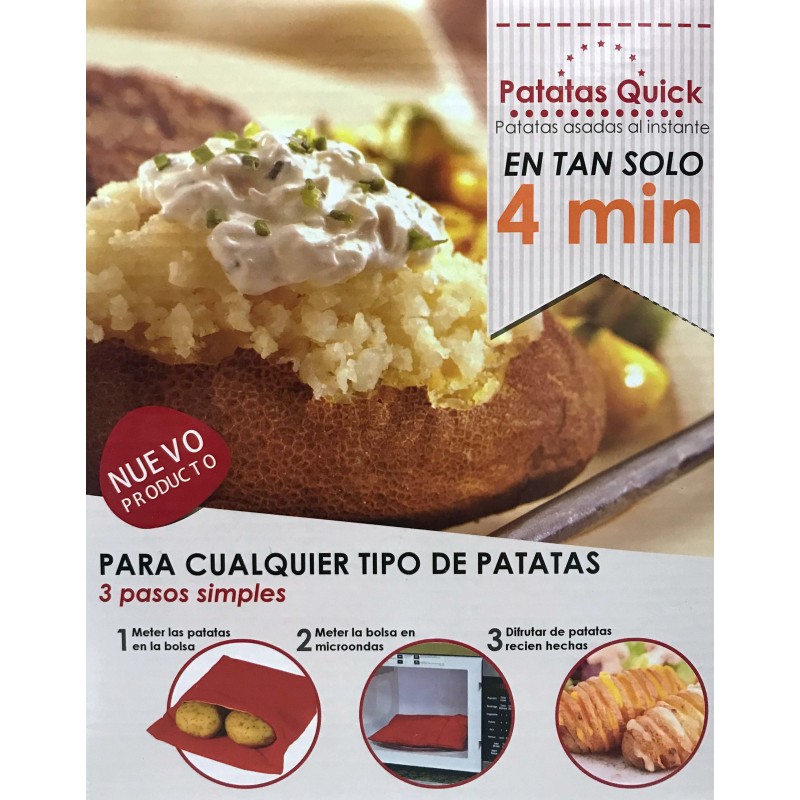 Patatas Quick
Patatas asadas al instante
EN TAN SOLO
4 min
NUEVO
PRODUCTO
PARA CUALQUIER TIPO DE PATATAS
3 pasos simples
1 Meter las patatas
en la bolsa
2 Meter la bolsa en
microondas
3 Difrutar de patatas
recien hechas